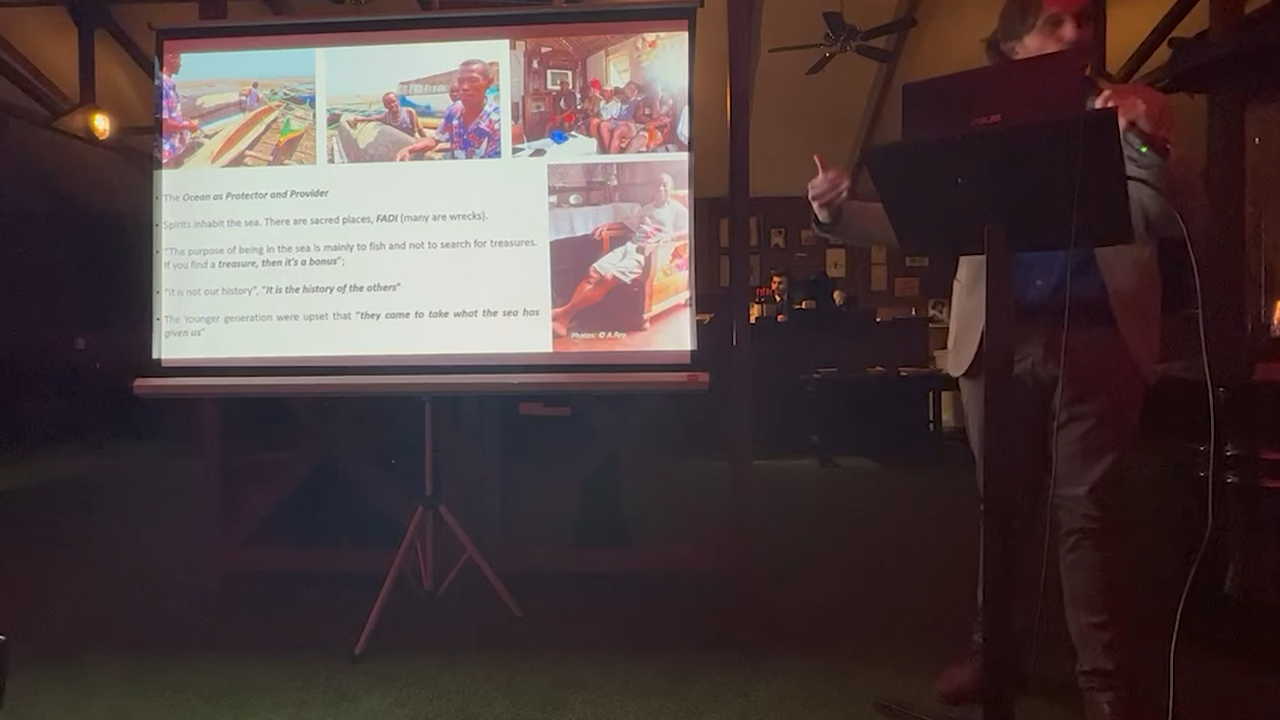 • The Ocean as Protector and Provider
• Spirits inhabit the sea. There are sacred places, FADI (many are wrecks).
• "The purpose of being in the sea is mainly to fish and not to search for treasures.
If you find a treasure, then it's a bonus";
• "It is not our history", "It is the history of the others"
• The Younger generation were upset that "they came to take what the sea has
given us"
Photos: ©
ASUS